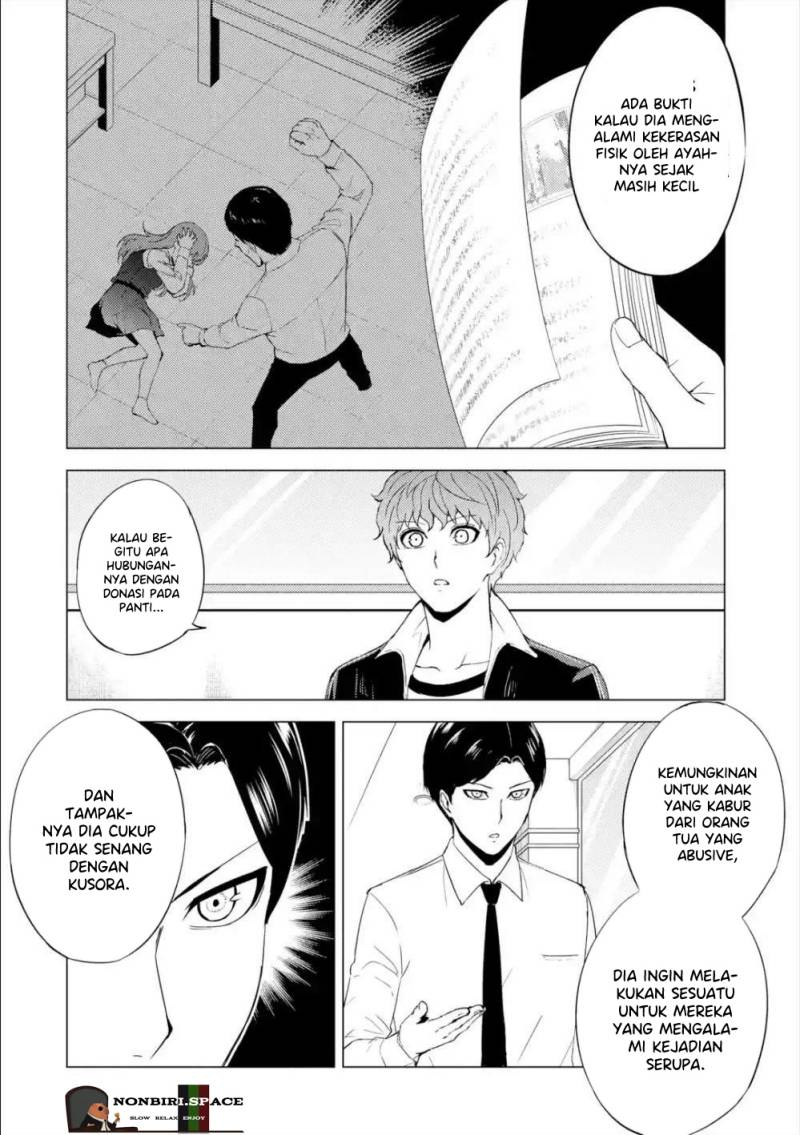 ADA BUKTI
KALAU DIA MENG-
ALAMI KEKERASAN
FISIK OLEH AYAH-
NYA SEJAK
MASIH KECIL
KALAU BE-
GITU APA
HUBUNGAN-
NYA DENGAN
DONASI PADA
PANTI...
KEMUNGKINAN
UNTUK ANAK
YANG KABUR
DARI ORANG
TUA YANG
ABUSIVE,
DIA INGIN MELA-
KUKAN SESUATU
UNTUK MEREKA
YANG MENGALA-
MI KEJADIAN
SERUPA.
DAN
TAMPAK-
NYA DIA CUKUP
TIDAK SENANG
DENGAN
KUSORA.
NONBIRI.SPACE
SLOW RELAX ENJOY